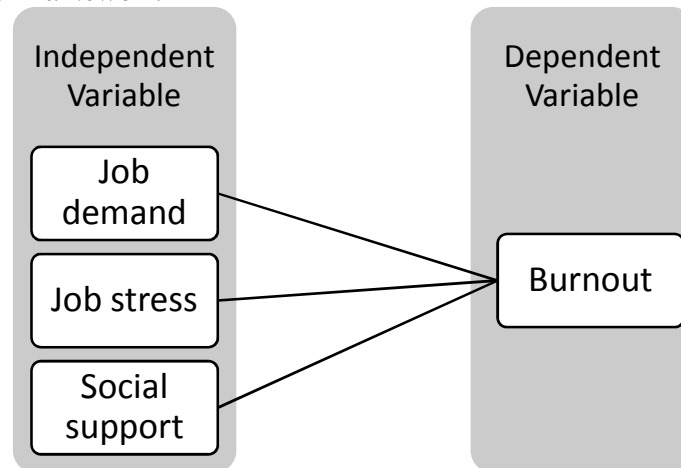 Independent
Variable
Job
demand
Job stress
Social
support
Dependent
Variable
Burnout